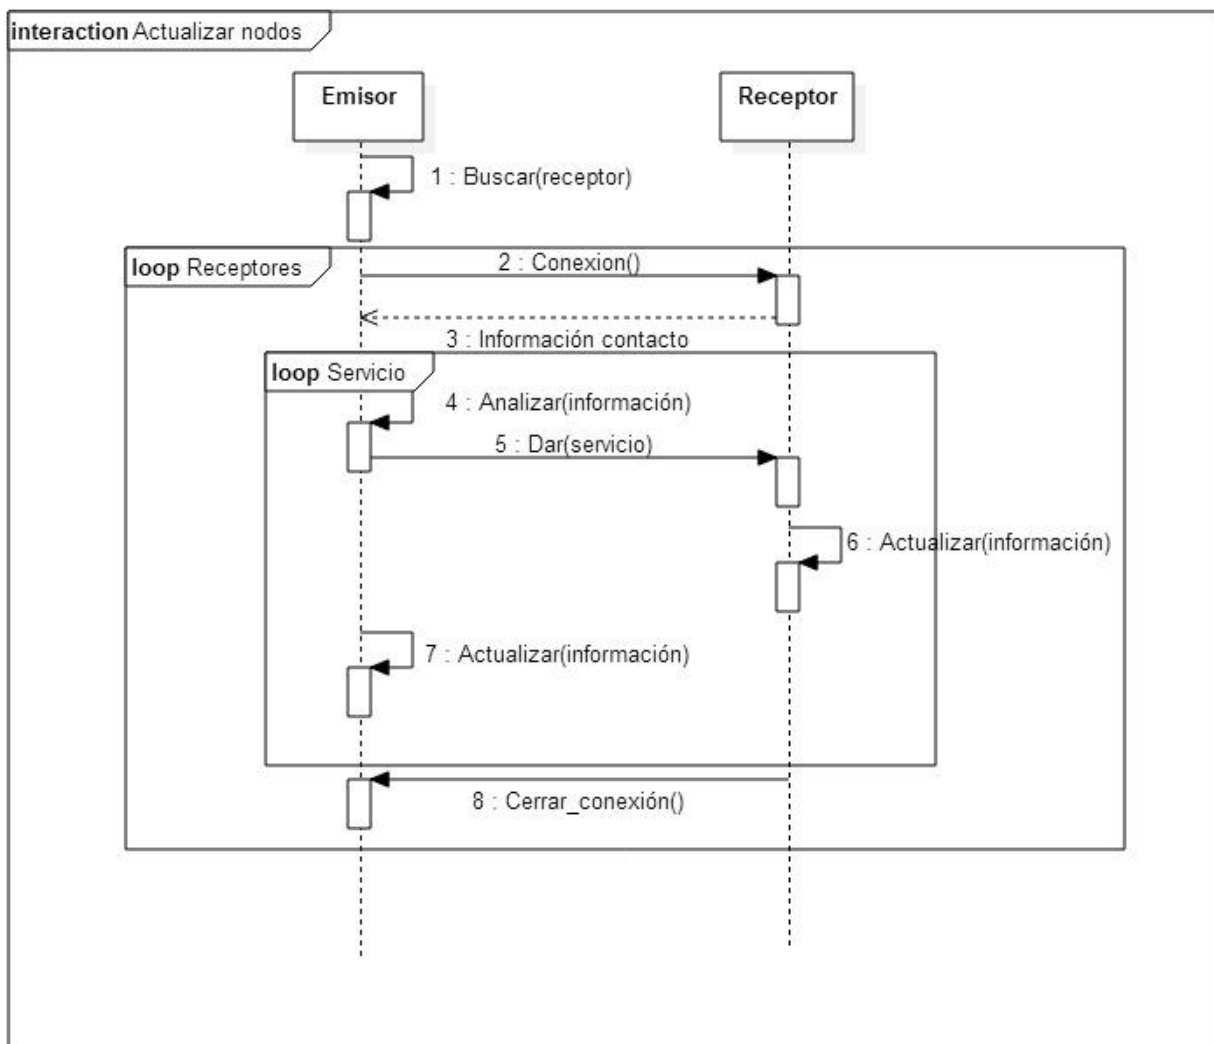 interaction Actualizar nodos
Emisor
Receptor
1 : Buscar(receptor)
loop Receptores
2 : Conexion()
3 : Información contacto
loop Servicio
4 : Analizar(información)
5 : Dar(servicio)
6 : Actualizar(información)
7 : Actualizar(información)
8 : Cerrar_conexión()